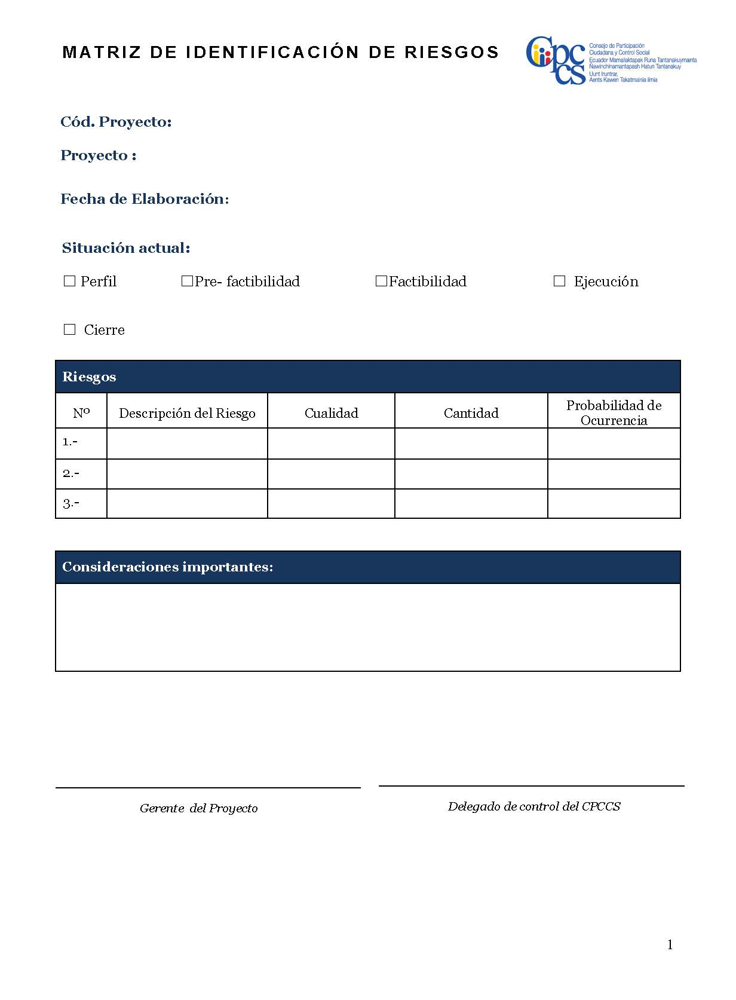 MATRIZ DE IDENTIFICACIÓN DE RIESGOS
Cpccs
Consejo de Participación
Ciudadana y Control Social
Ecuador Mamallaktapak Runa Tantanakuymanta
Nawinchinamantapash Hatun Tantanakuy
Uunt Iruntrar,
Aents Kawen Takatmainia iimia
Cód. Proyecto:
Proyecto :
Fecha de Elaboración:
Situación actual:
☐ Perfil ☐Pre- factibilidad ☐Factibilidad ☐ Ejecución
☐ Cierre
Riesgos
Nº Descripción del Riesgo Cualidad Cantidad Probabilidad de
Ocurrencia
1.-
2.-
3.-
Consideraciones importantes:
Gerente del Proyecto Delegado de control del CPCCS
1